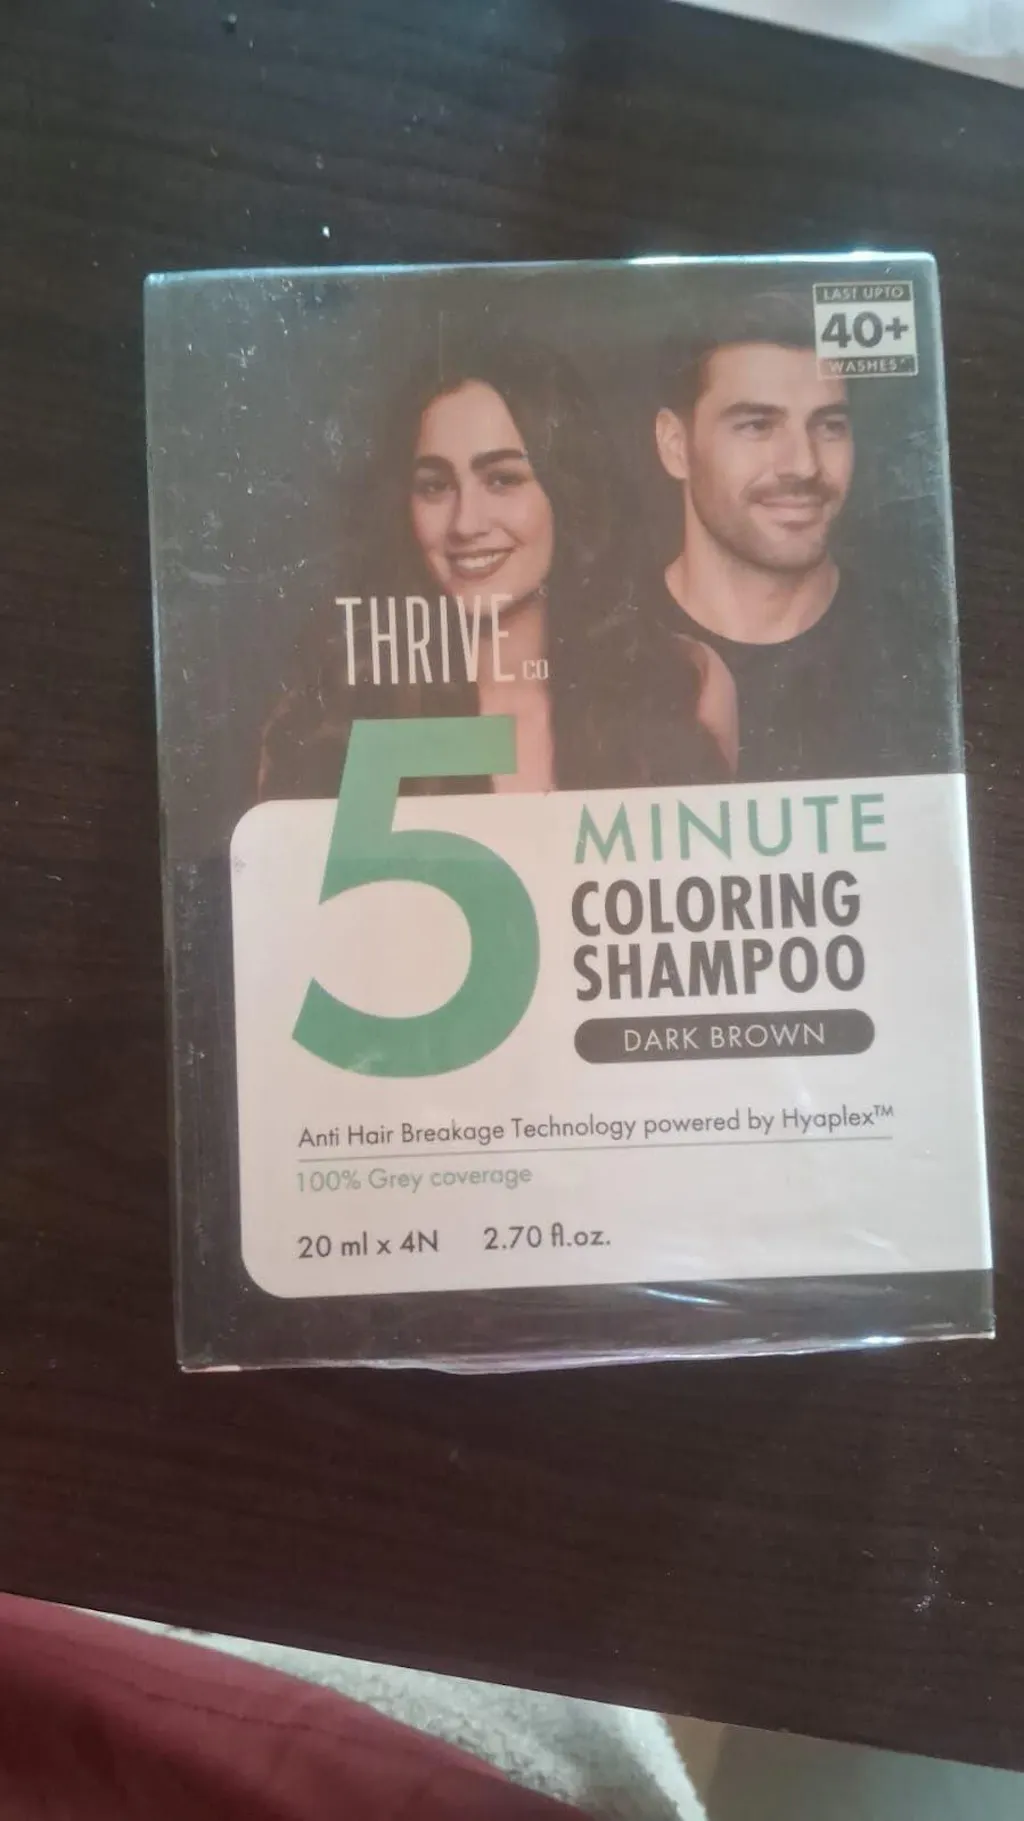 LAST UPTO
40+
WASHES*
THRIVE CO
5
MINUTE
COLORING
SHAMPOO
DARK BROWN
Anti Hair Breakage Technology powered by Hyaplex™
100% Grey coverage
20 ml x 4N 2.70 fl.oz.